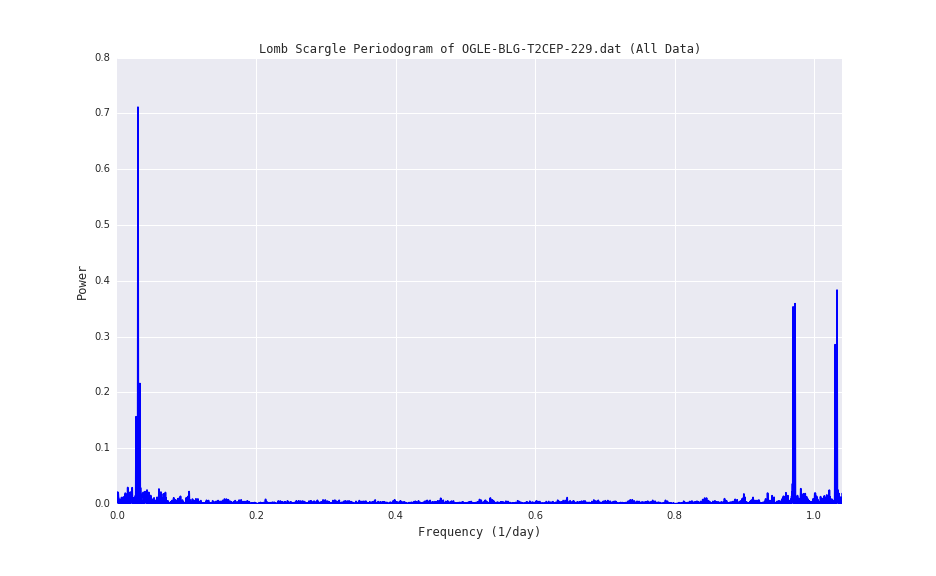 Lomb Scargle Periodogram of OGLE-BLG-T2CEP-229.dat (All Data)
0.8
0.7
0.6
0.5
0.4
0.3
0.2
0.1
0.0
Power
0.0 0.2 0.4 0.6 0.8 1.0
Frequency (1/day)